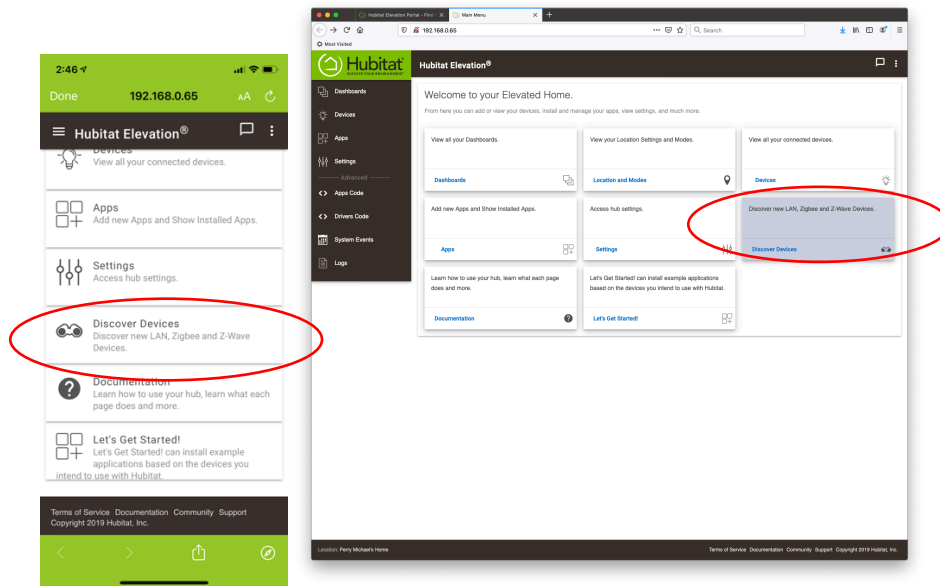 2:46
Done
192.168.0.65
AA
Hubitat Elevation®
Devices
View all your connected devices.
Apps
Add new Apps and Show Installed Apps.
Settings
Access hub settings.
Discover Devices
Discover new LAN, Zigbee and Z-Wave
Devices.
Documentation
Learn how to use your hub, learn what each
page does and more.
Let's Get Started!
Let's Get Started! can install example
applications based on the devices you
intend to use with Hubitat.
Terms of Service Documentation Community Support
Copyright 2019 Hubitat, Inc.
Hubitat Elevation Portal - Find
Main Menu
192.168.0.65
Search
Most Visited
Hubitat
ELEVATE YOUR ENVIRONMENT
Hubitat Elevation®
Dashboards
Devices
Apps
Settings
Advanced
Apps Code
Drivers Code
System Events
Logs
Welcome to your Elevated Home.
From here you can add or view your devices, install and manage your apps, view settings, and much more.
View all your Dashboards.
Dashboards
View your Location Settings and Modes.
Location and Modes
View all your connected devices.
Devices
Add new Apps and Show Installed Apps.
Apps
Access hub settings.
Settings
Discover new LAN, Zigbee and Z-Wave Devices.
Discover Devices
Learn how to use your hub, learn what each page
does and more.
Documentation
Let's Get Started! can install example applications
based on the devices you intend to use with Hubitat.
Let's Get Started!
Location: Perry Michael's Home
Terms of Service Documentation Community Support Copyright 2019 Hubitat, Inc.